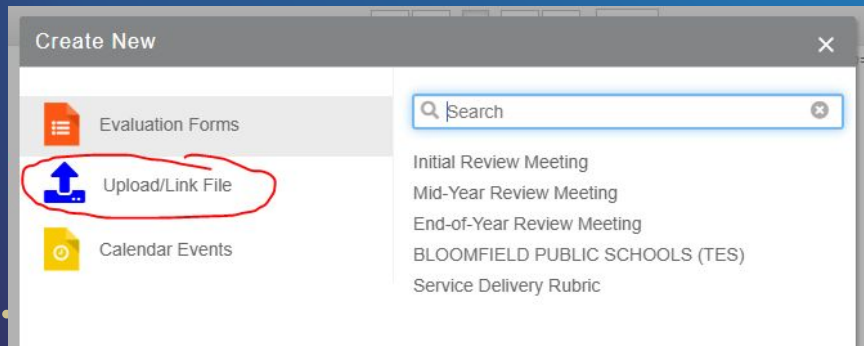 Create New
Evaluation Forms
Upload/Link File
Calendar Events
Search
Initial Review Meeting
Mid-Year Review Meeting
End-of-Year Review Meeting
BLOOMFIELD PUBLIC SCHOOLS (TES)
Service Delivery Rubric